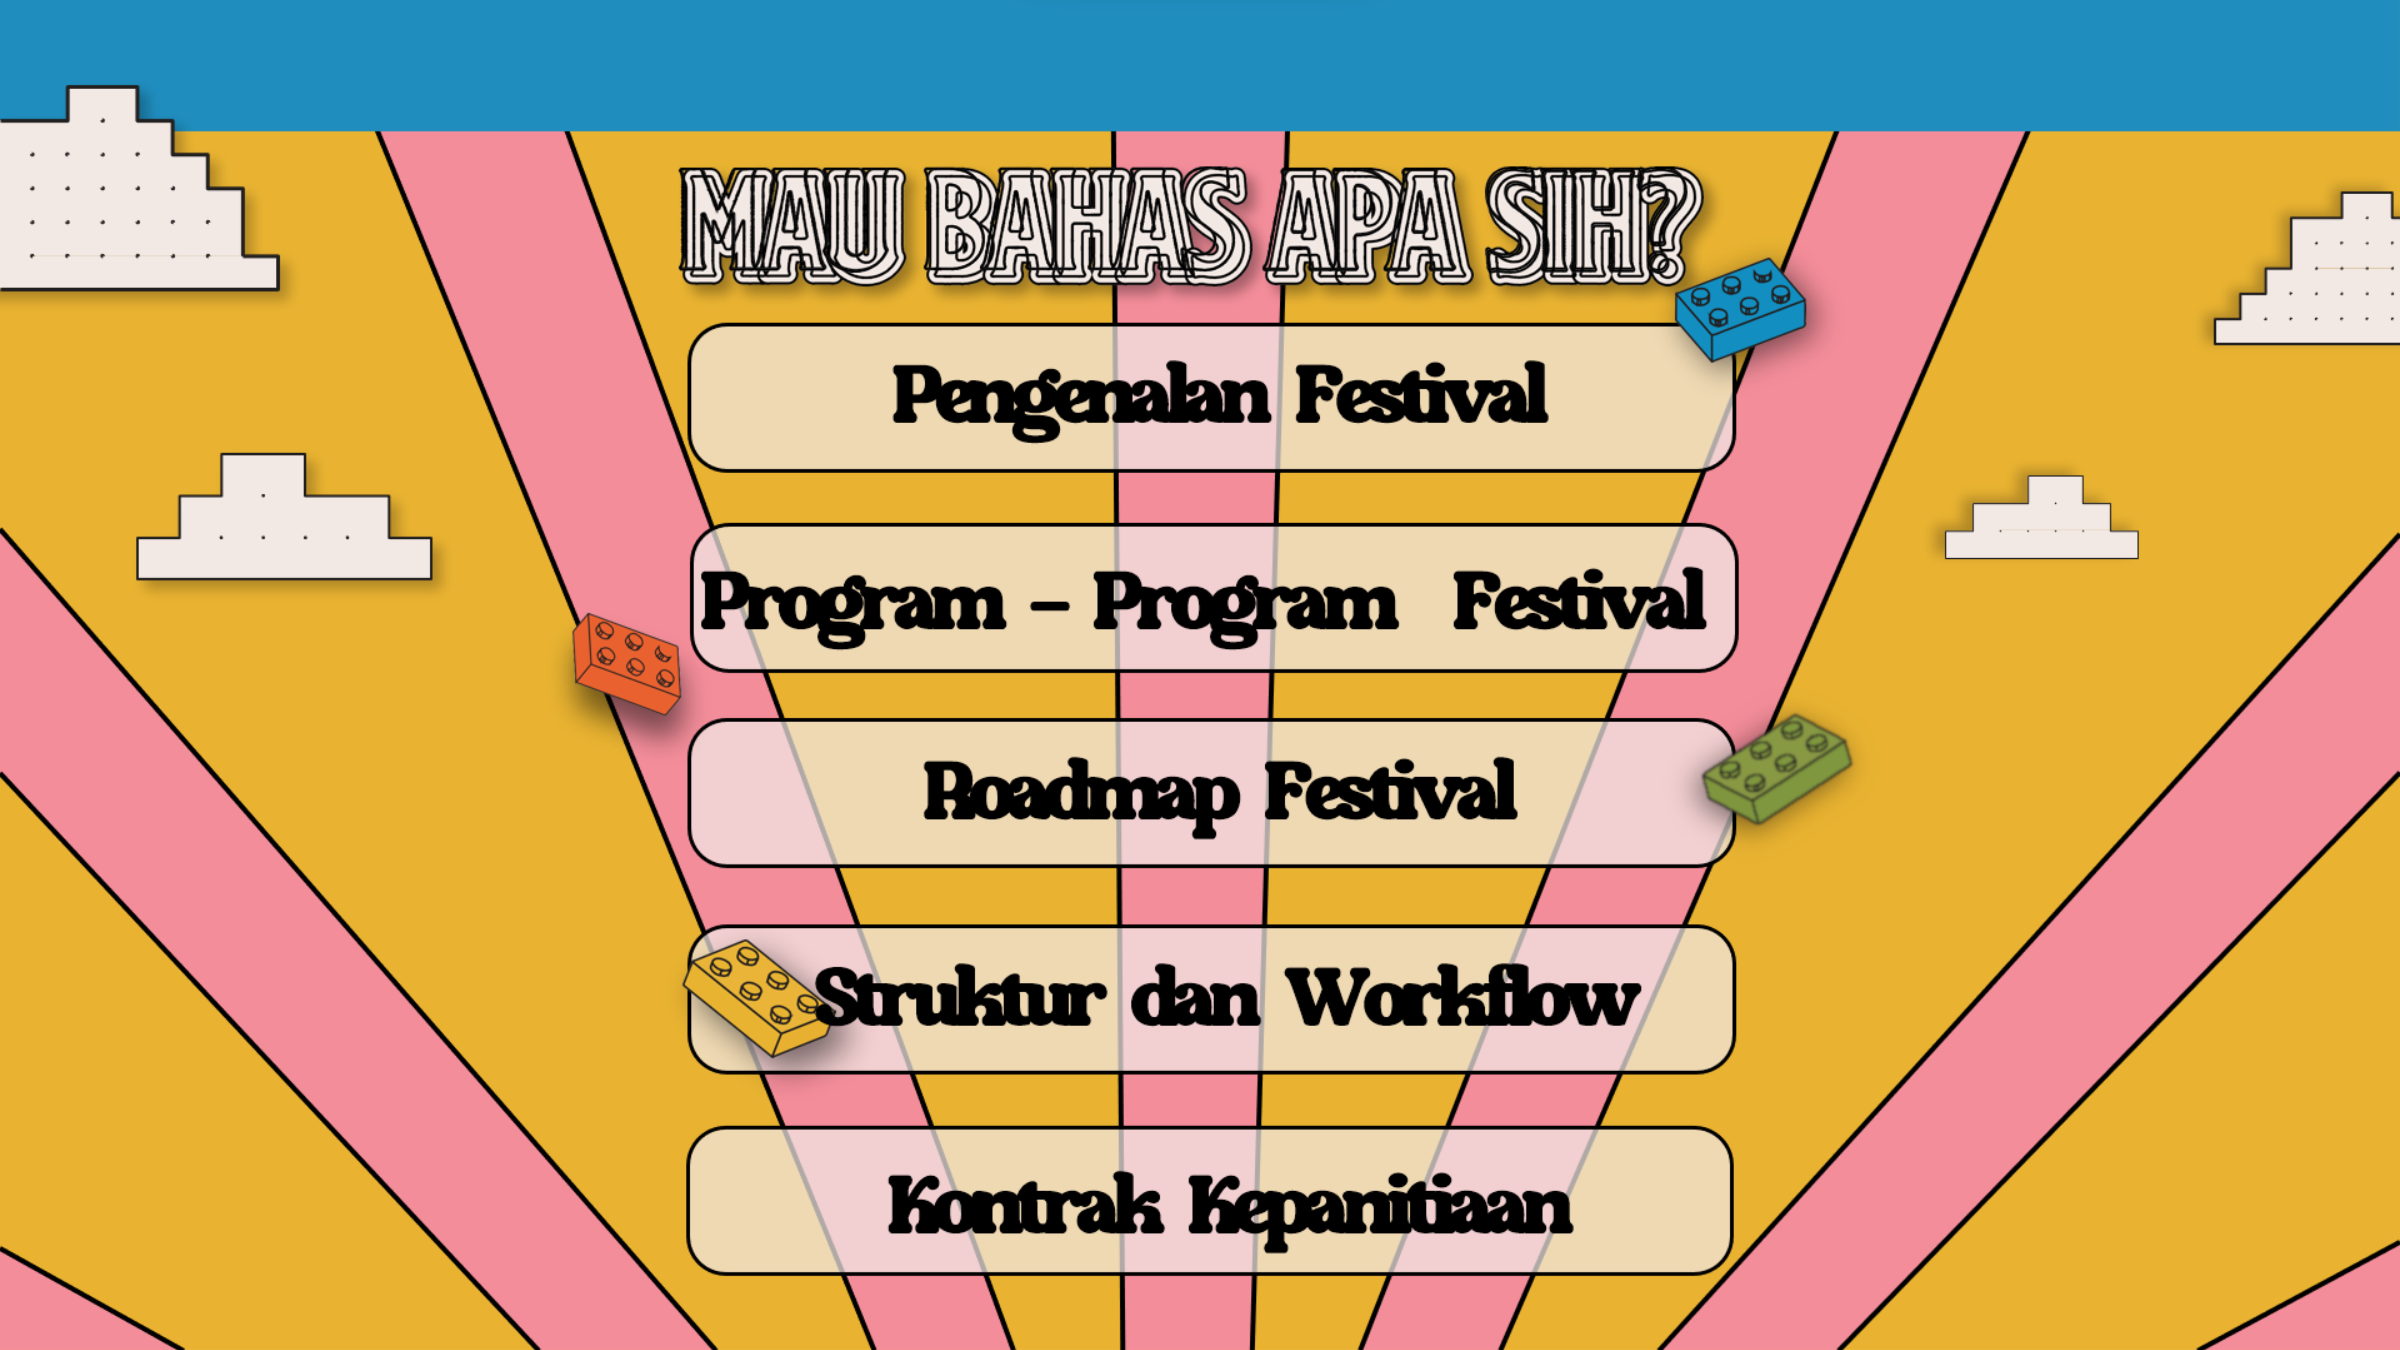 MAU BAHAS APA SIH?
Pengenalan Festival
Program - Program Festival
Roadmap Festival
Struktur dan Workflow
Kontrak Kepanitiaan